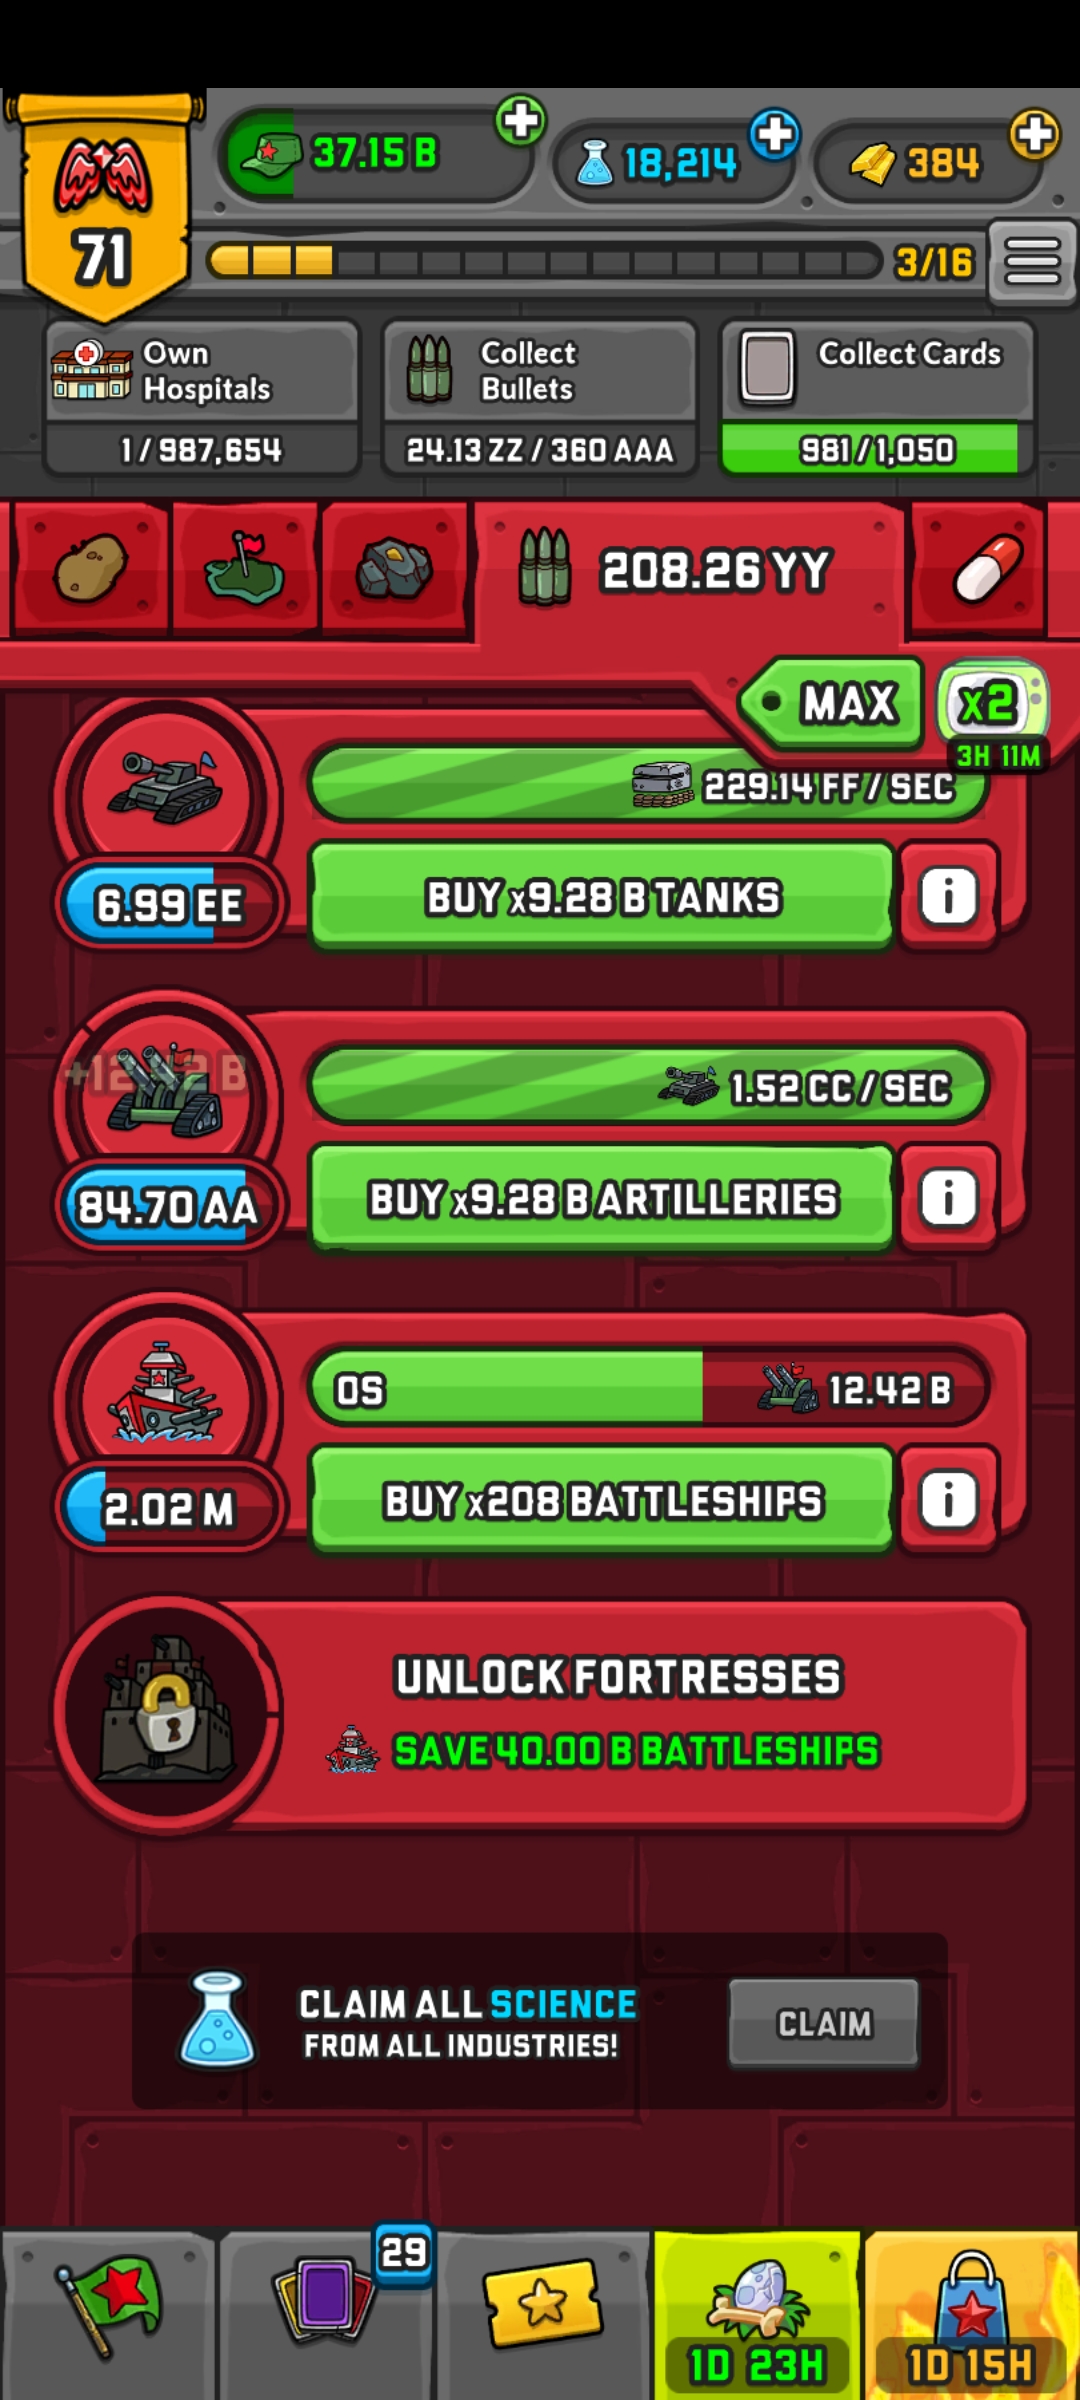 71
37.15 B
18,214
384
3/16
Own
Hospitals
1 / 987,654
Collect
Bullets
24.13 ZZ / 360 AAA
Collect Cards
981 / 1,050
208.26 YY
MAX
x2
3H 11M
229.14 FF / SEC
6.99 EE
BUY x9.28 B TANKS
i
+12.42 B
1.52 CC / SEC
84.70 AA
BUY x9.28 B ARTILLERIES
i
0S
12.42 B
2.02 M
BUY x208 BATTLESHIPS
i
UNLOCK FORTRESSES
SAVE 40.00 B BATTLESHIPS
CLAIM ALL SCIENCE
FROM ALL INDUSTRIES!
CLAIM
29
1D 23H
1D 15H